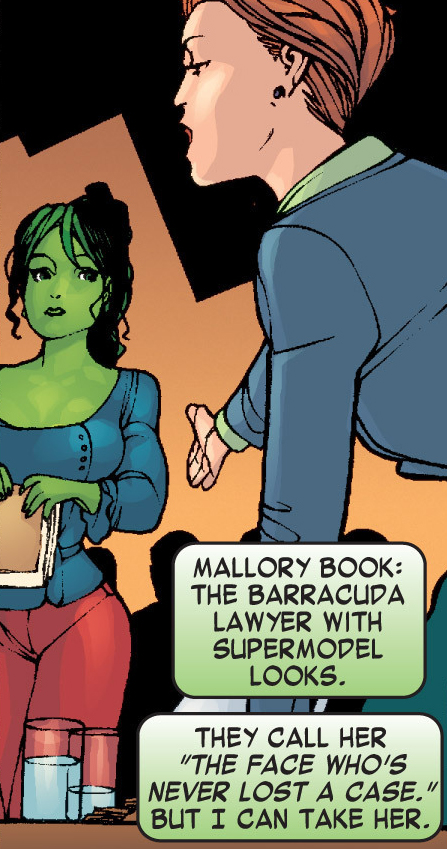 MALLORY BOOK:
THE BARRACUDA
LAWYER WITH
SUPERMODEL
LOOKS.
THEY CALL HER
"THE FACE WHO'S
NEVER LOST A CASE."
BUT I CAN TAKE HER.